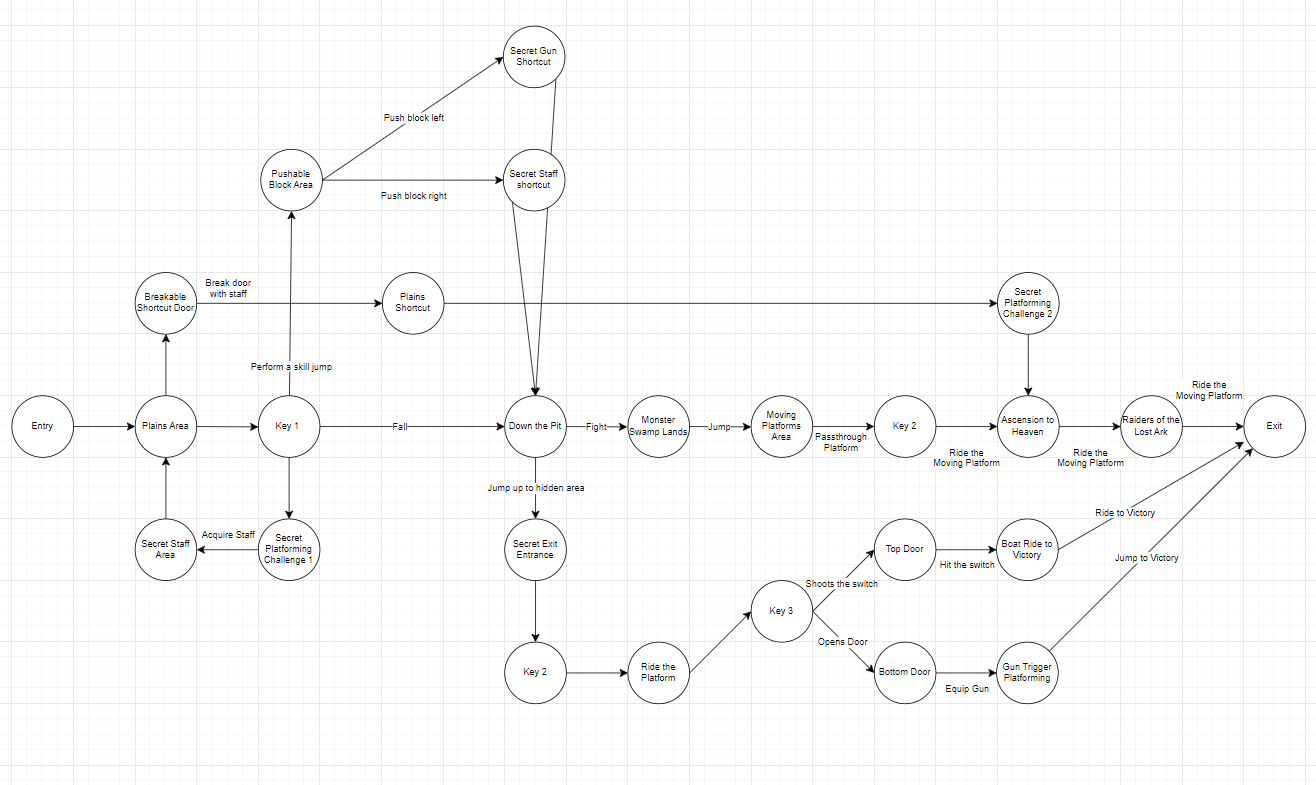 Secret Gun
Shortcut
Push block left
Pushable
Block Area
Secret Staff
shortcut
Push block right
Break door
with staff
Breakable
Shortcut Door
Plains
Shortcut
Secret
Platforming
Challenge 2
Perform a skill jump
Ride the
Moving Platform
Entry
Plains Area
Key 1
Fall
Down the Pit
Fight
Monster
Swamp Lands
Jump
Moving
Platforms
Area
Passthrough
Platform
Key 2
Ride the
Moving Platform
Ascension to
Heaven
Ride the
Moving Platform
Raiders of the
Lost Ark
Exit
Jump up to hidden area
Ride to Victory
Secret Staff
Area
Acquire Staff
Secret
Platforming
Challenge 1
Secret Exit
Entrance
Top Door
Hit the switch
Boat Ride to
Victory
Jump to Victory
Shoots the switch
Key 3
Opens Door
Key 2
Ride the
Platform
Bottom Door
Equip Gun
Gun Trigger
Platforming